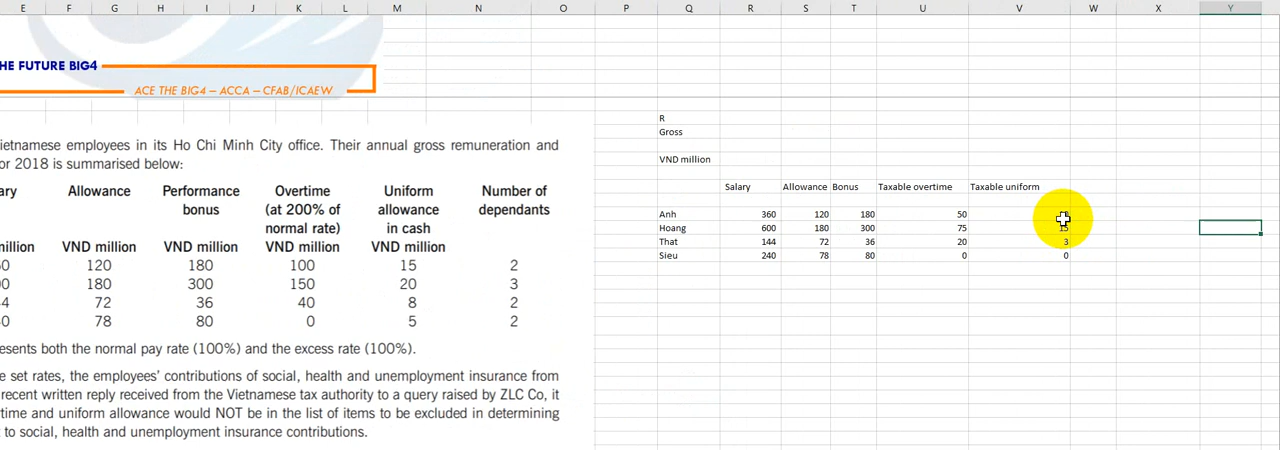 E F G H I J K L M N O P Q R S T U V W X Y
HE FUTURE BIG4
ACE THE BIG4 – ACCA – CFAB/ICAEW
R
Gross
ietnamese employees in its Ho Chi Minh City office. Their annual gross remuneration and
or 2018 is summarised below:
VND million
ary Allowance Performance bonus Overtime (at 200% of normal rate) Uniform allowance in cash Number of dependants
million VND million VND million VND million VND million
0 120 180 100 15 2
00 180 300 150 20 3
4 72 36 40 8 2
0 78 80 0 5 2
Salary Allowance Bonus Taxable overtime Taxable uniform
Anh 360 120 180 50
Hoang 600 180 300 75 15
That 144 72 36 20 3
Sieu 240 78 80 0 0
esents both the normal pay rate (100%) and the excess rate (100%).
e set rates, the employees' contributions of social, health and unemployment insurance from
recent written reply received from the Vietnamese tax authority to a query raised by ZLC Co, it
time and uniform allowance would NOT be in the list of items to be excluded in determining
t to social, health and unemployment insurance contributions.